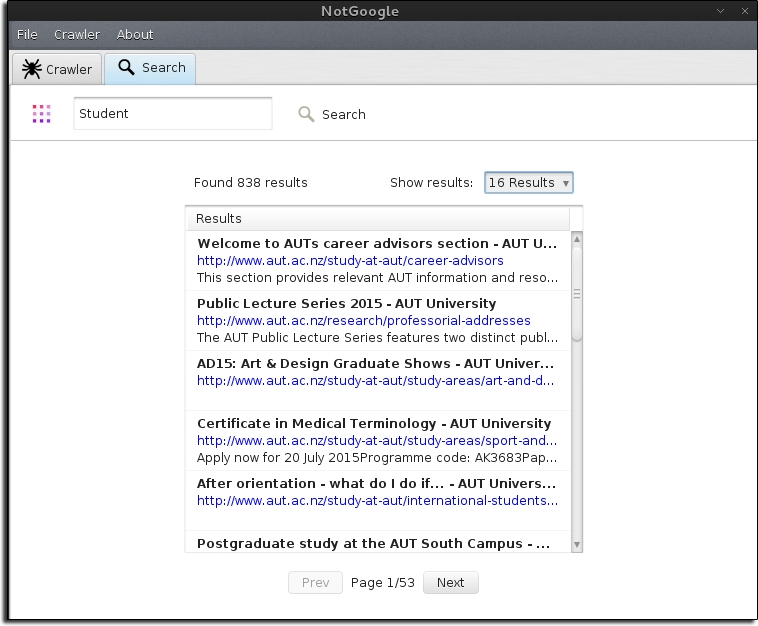 NotGoogle
File Crawler About
Crawler Search
Student Search
Found 838 results Show results: 16 Results
Results
Welcome to AUTs career advisors section - AUT U...
http://www.aut.ac.nz/study-at-aut/career-advisors
This section provides relevant AUT information and reso...
Public Lecture Series 2015 - AUT University
http://www.aut.ac.nz/research/professorial-addresses
The AUT Public Lecture Series features two distinct publ...
AD15: Art & Design Graduate Shows - AUT Univer...
http://www.aut.ac.nz/study-at-aut/study-areas/art-and-d...
Certificate in Medical Terminology - AUT University
http://www.aut.ac.nz/study-at-aut/study-areas/sport-and...
Apply now for 20 July 2015Programme code: AK3683Pap...
After orientation - what do I do if... - AUT Univers...
http://www.aut.ac.nz/study-at-aut/international-students...
Postgraduate study at the AUT South Campus - ...
Prev Page 1/53 Next